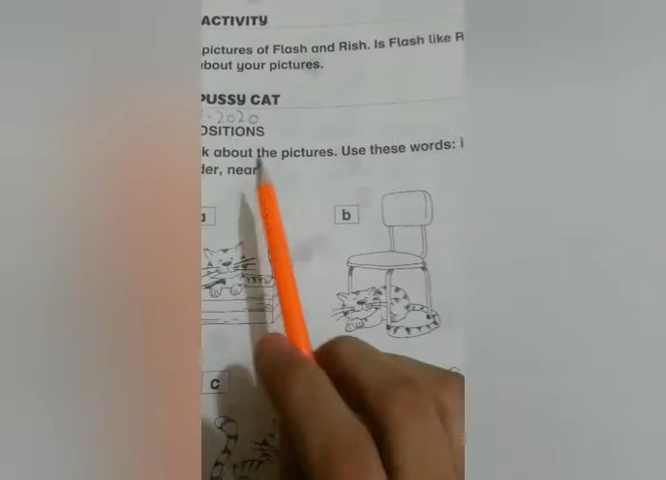 ACTIVITY
pictures of Flash and Rish. Is Flash like R
about your pictures.
PUSSY CAT
-2020
OSITIONS
k about the pictures. Use these words: i
der, near
b
c